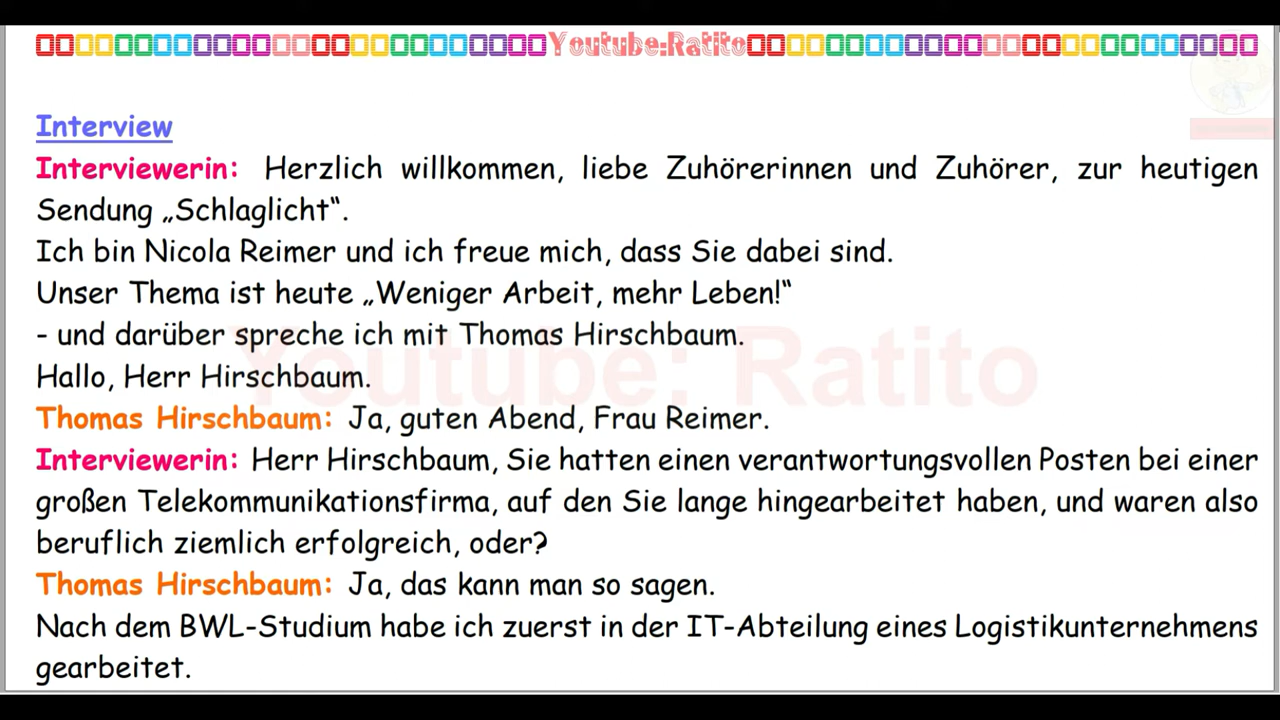 Youtube:Ratito
Interview
Interviewerin: Herzlich willkommen, liebe Zuhörerinnen und Zuhörer, zur heutigen
Sendung „Schlaglicht“.
Ich bin Nicola Reimer und ich freue mich, dass Sie dabei sind.
Unser Thema ist heute „Weniger Arbeit, mehr Leben!“
- und darüber spreche ich mit Thomas Hirschbaum.
Hallo, Herr Hirschbaum.
Youtube: Ratito
Thomas Hirschbaum: Ja, guten Abend, Frau Reimer.
Interviewerin: Herr Hirschbaum, Sie hatten einen verantwortungsvollen Posten bei einer
großen Telekommunikationsfirma, auf den Sie lange hingearbeitet haben, und waren also
beruflich ziemlich erfolgreich, oder?
Thomas Hirschbaum: Ja, das kann man so sagen.
Nach dem BWL-Studium habe ich zuerst in der IT-Abteilung eines Logistikunternehmens
gearbeitet.